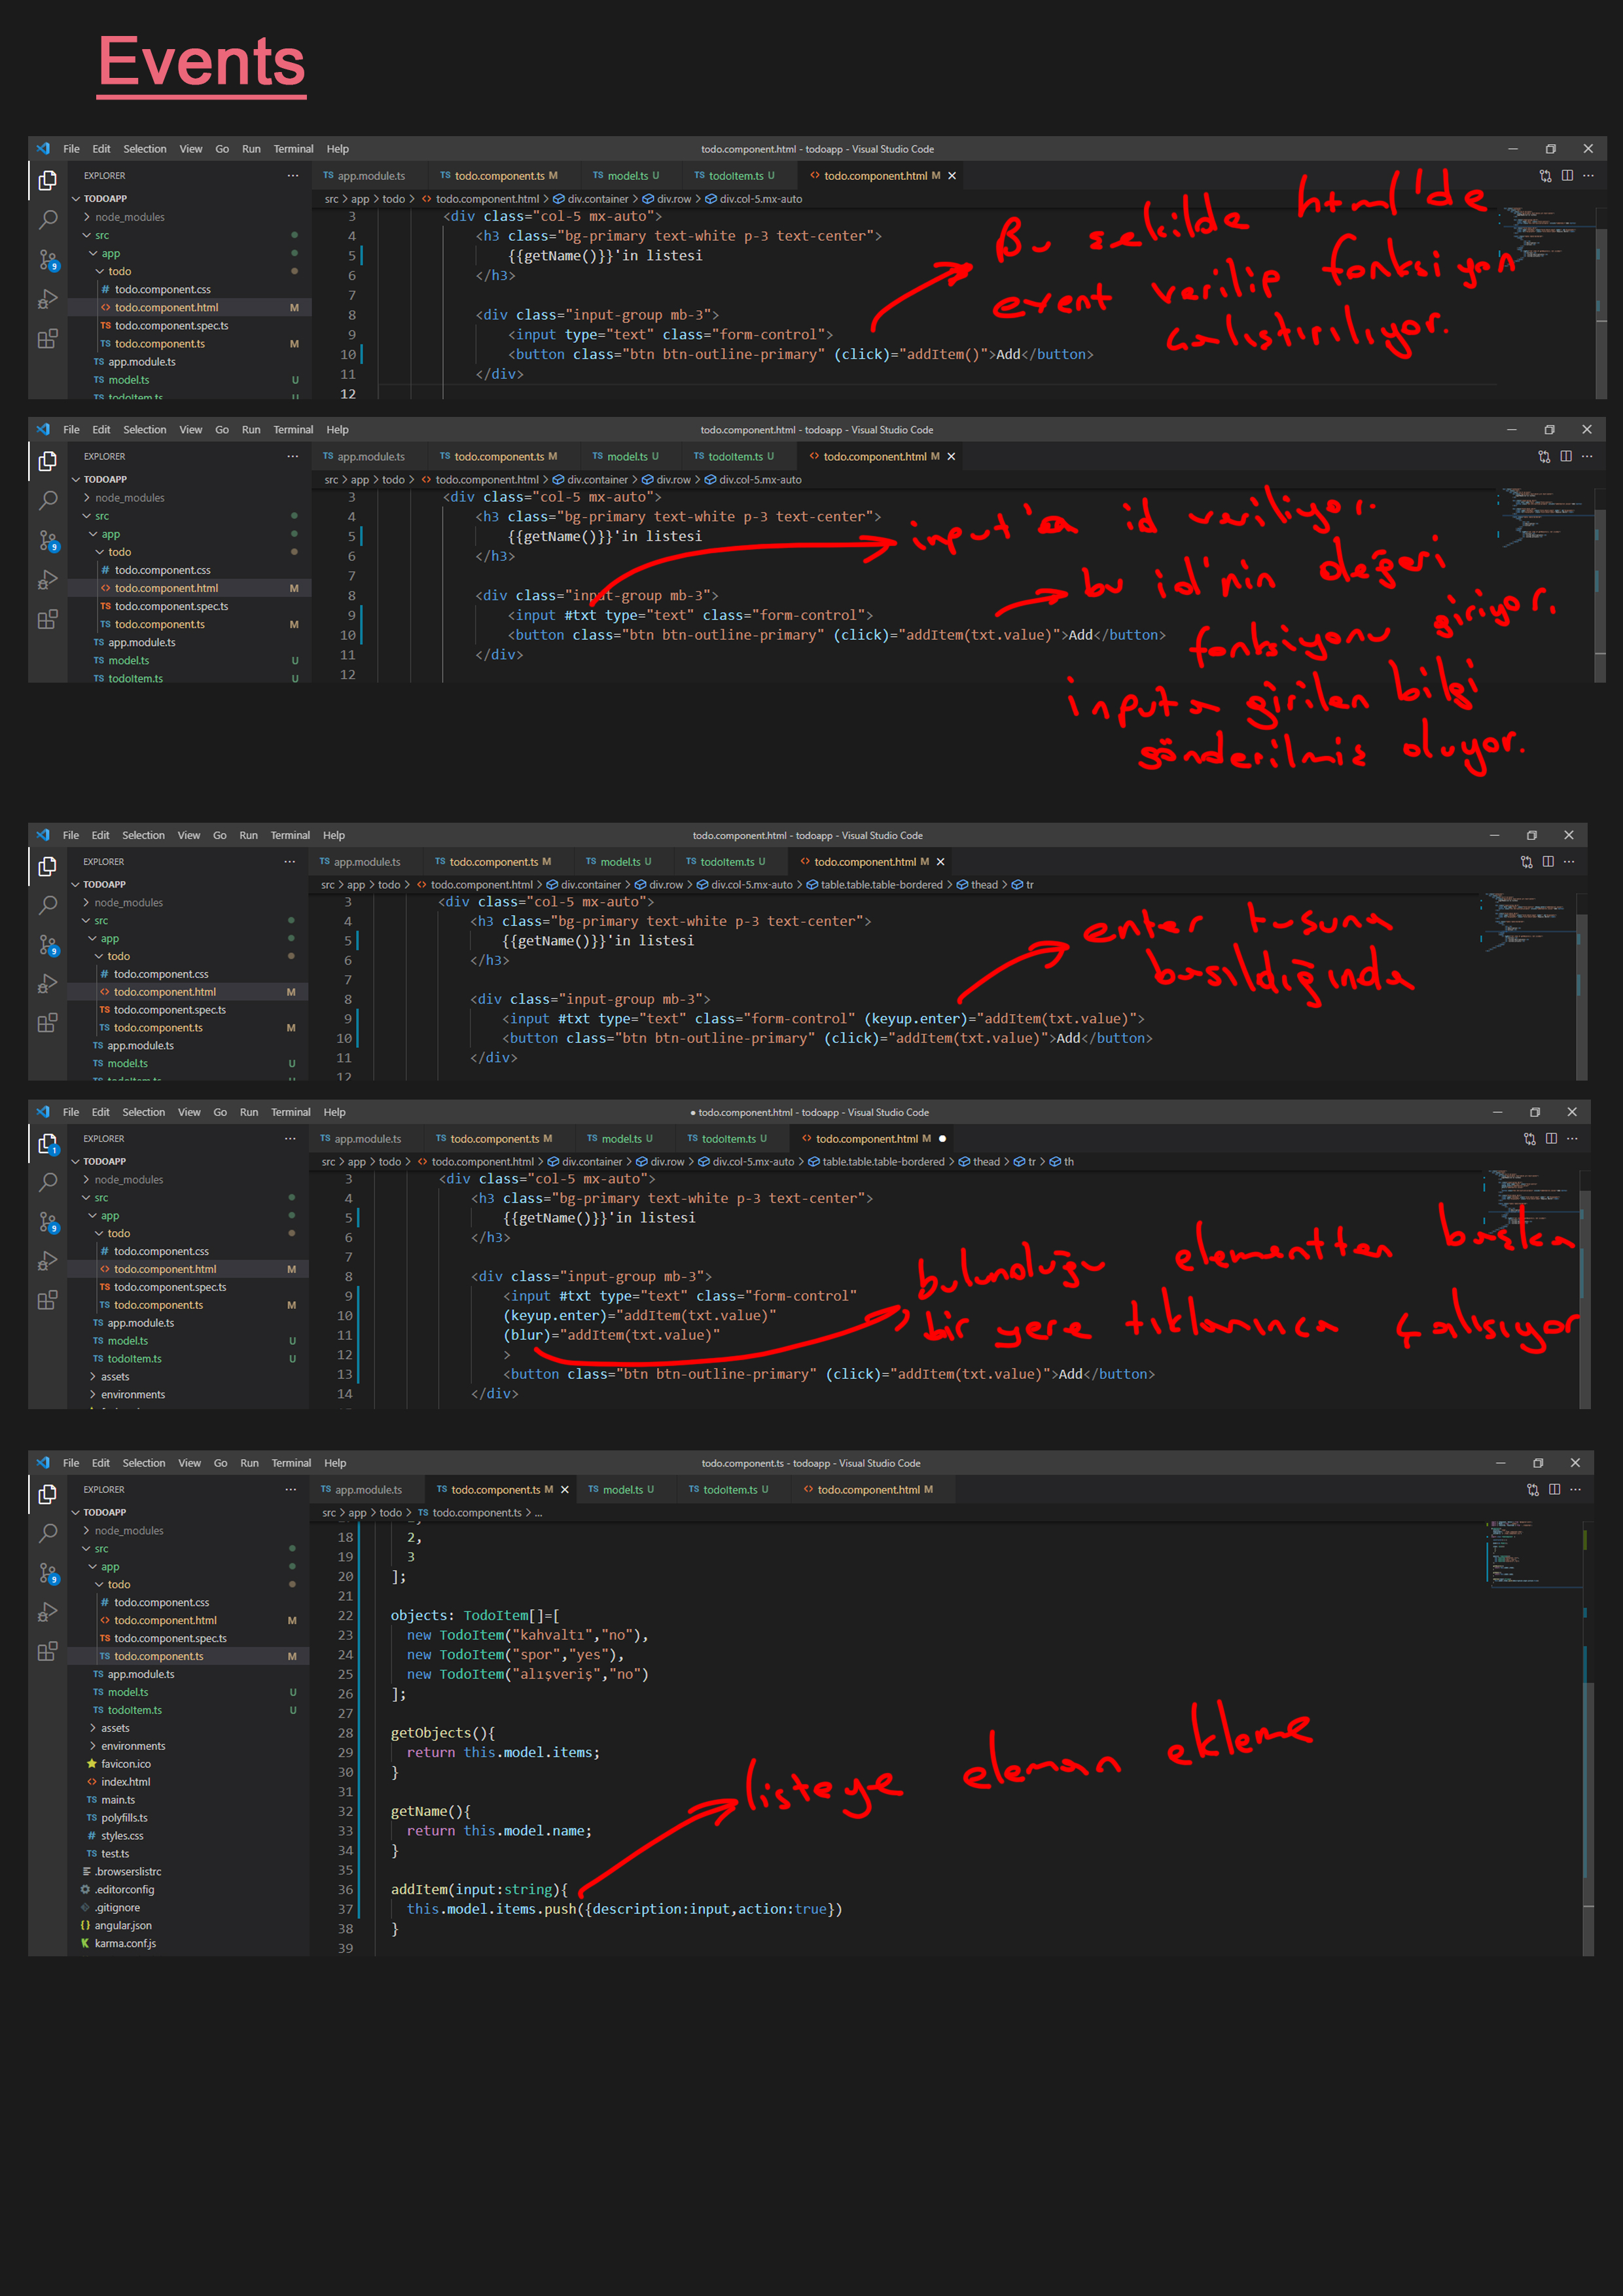 Events
File Edit Selection View Go Run Terminal Help
todo.component.html - todoapp - Visual Studio Code
EXPLORER
TODOAPP
node_modules
src
app
todo
todo.component.css
todo.component.html M
todo.component.spec.ts
todo.component.ts M
app.module.ts
model.ts U
todoItem.ts U
app.module.ts todo.component.ts M model.ts U todoItem.ts U todo.component.html M
src > app > todo > todo.component.html > div.container > div.row > div.col-5.mx-auto
3 <div class="col-5 mx-auto">
4 <h3 class="bg-primary text-white p-3 text-center">
5 {{getName()}}'in listesi
6 </h3>
7
8 <div class="input-group mb-3">
9 <input type="text" class="form-control">
10 <button class="btn btn-outline-primary" (click)="addItem()">Add</button>
11 </div>
12
Bu şekilde html'de
event verilip fonksiyon
çalıştırılıyor.
File Edit Selection View Go Run Terminal Help
todo.component.html - todoapp - Visual Studio Code
EXPLORER
TODOAPP
node_modules
src
app
todo
todo.component.css
todo.component.html M
todo.component.spec.ts
todo.component.ts M
app.module.ts
model.ts U
todoItem.ts U
app.module.ts todo.component.ts M model.ts U todoItem.ts U todo.component.html M
src > app > todo > todo.component.html > div.container > div.row > div.col-5.mx-auto
3 <div class="col-5 mx-auto">
4 <h3 class="bg-primary text-white p-3 text-center">
5 {{getName()}}'in listesi
6 </h3>
7
8 <div class="input-group mb-3">
9 <input #txt type="text" class="form-control">
10 <button class="btn btn-outline-primary" (click)="addItem(txt.value)">Add</button>
11 </div>
12
input'a id veriliyor.
bu id'nin değeri
fonksiyonu giriyor.
inputa girilen bilgi
gönderilmiş oluyor.
File Edit Selection View Go Run Terminal Help
todo.component.html - todoapp - Visual Studio Code
EXPLORER
TODOAPP
node_modules
src
app
todo
todo.component.css
todo.component.html M
todo.component.spec.ts
todo.component.ts M
app.module.ts
model.ts U
todoItem.ts U
app.module.ts todo.component.ts M model.ts U todoItem.ts U todo.component.html M
src > app > todo > todo.component.html > div.container > div.row > div.col-5.mx-auto > table.table.table-bordered > thead > tr
3 <div class="col-5 mx-auto">
4 <h3 class="bg-primary text-white p-3 text-center">
5 {{getName()}}'in listesi
6 </h3>
7
8 <div class="input-group mb-3">
9 <input #txt type="text" class="form-control" (keyup.enter)="addItem(txt.value)">
10 <button class="btn btn-outline-primary" (click)="addItem(txt.value)">Add</button>
11 </div>
12
enter tuşuna
basıldığında
File Edit Selection View Go Run Terminal Help
● todo.component.html - todoapp - Visual Studio Code
EXPLORER
TODOAPP
node_modules
src
app
todo
todo.component.css
todo.component.html M
todo.component.spec.ts
todo.component.ts M
app.module.ts
model.ts U
todoItem.ts U
assets
environments
app.module.ts todo.component.ts M model.ts U todoItem.ts U todo.component.html M ●
src > app > todo > todo.component.html > div.container > div.row > div.col-5.mx-auto > table.table.table-bordered > thead > tr > th
3 <div class="col-5 mx-auto">
4 <h3 class="bg-primary text-white p-3 text-center">
5 {{getName()}}'in listesi
6 </h3>
7
8 <div class="input-group mb-3">
9 <input #txt type="text" class="form-control"
10 (keyup.enter)="addItem(txt.value)"
11 (blur)="addItem(txt.value)"
12 >
13 <button class="btn btn-outline-primary" (click)="addItem(txt.value)">Add</button>
14 </div>
bulunduğu elementten başka
bir yere tıklanınca çalışıyor
File Edit Selection View Go Run Terminal Help
todo.component.ts - todoapp - Visual Studio Code
EXPLORER
TODOAPP
node_modules
src
app
todo
todo.component.css
todo.component.html M
todo.component.spec.ts
todo.component.ts M
app.module.ts
model.ts U
todoItem.ts U
assets
environments
favicon.ico
index.html
main.ts
polyfills.ts
styles.css
test.ts
.browserslistrc
.editorconfig
.gitignore
angular.json
karma.conf.js
app.module.ts todo.component.ts M model.ts U todoItem.ts U todo.component.html M
src > app > todo > todo.component.ts > ...
18 2,
19 3
20 ];
21
22 objects: TodoItem[]=[
23 new TodoItem("kahvaltı","no"),
24 new TodoItem("spor","yes"),
25 new TodoItem("alışveriş","no")
26 ];
27
28 getObjects(){
29 return this.model.items;
30 }
31
32 getName(){
33 return this.model.name;
34 }
35
36 addItem(input:string){
37 this.model.items.push({description:input,action:true})
38 }
39
listeye eleman ekleme